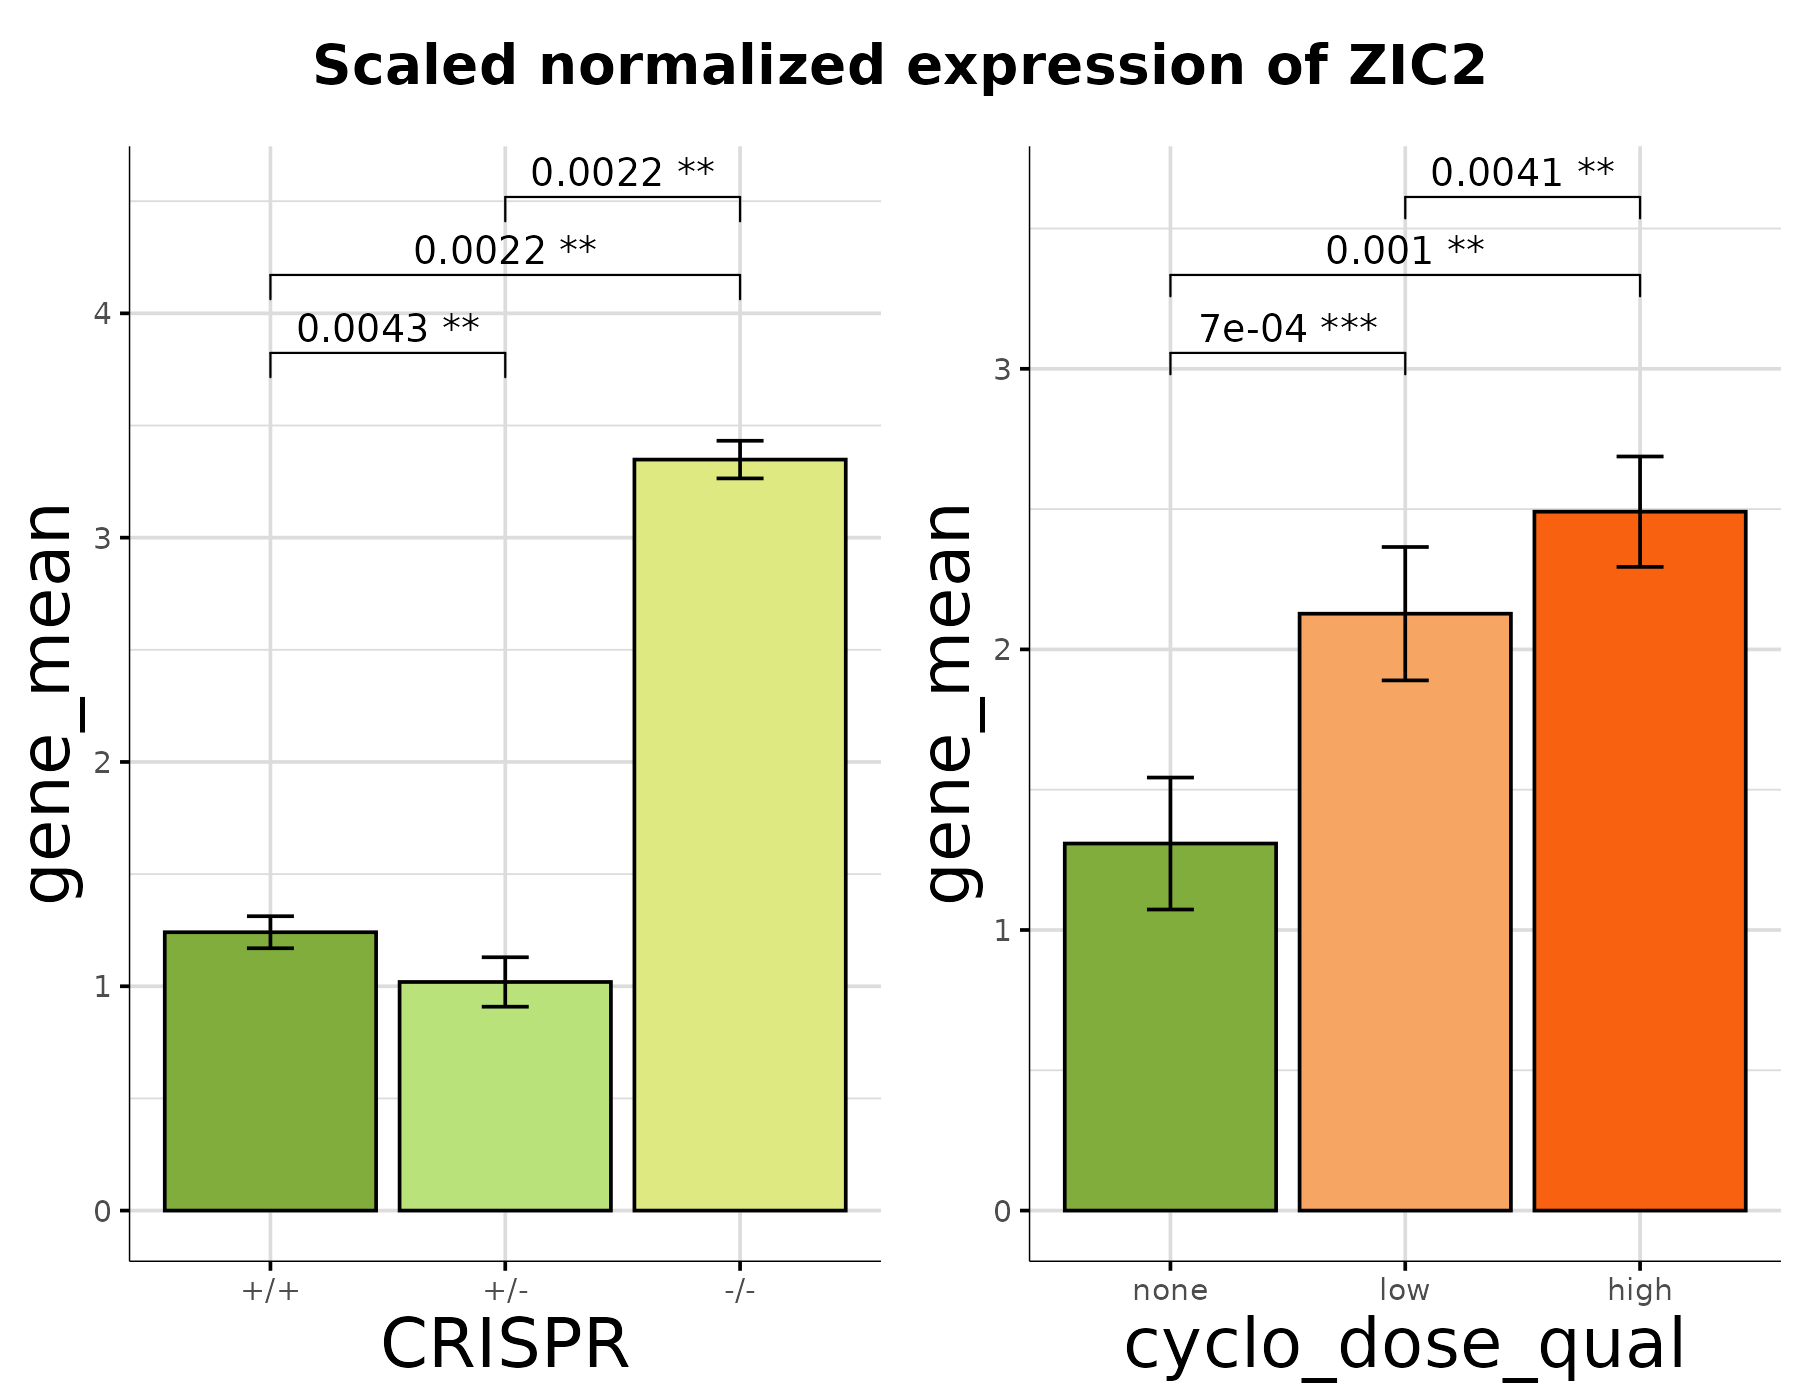 Scaled normalized expression of ZIC2
gene_mean
0.0022 **
0.0022 **
0.0043 **
4
3
2
1
0
+/+ +/- -/-
CRISPR
gene_mean
0.0041 **
0.001 **
7e-04 ***
3
2
1
0
none low high
cyclo_dose_qual